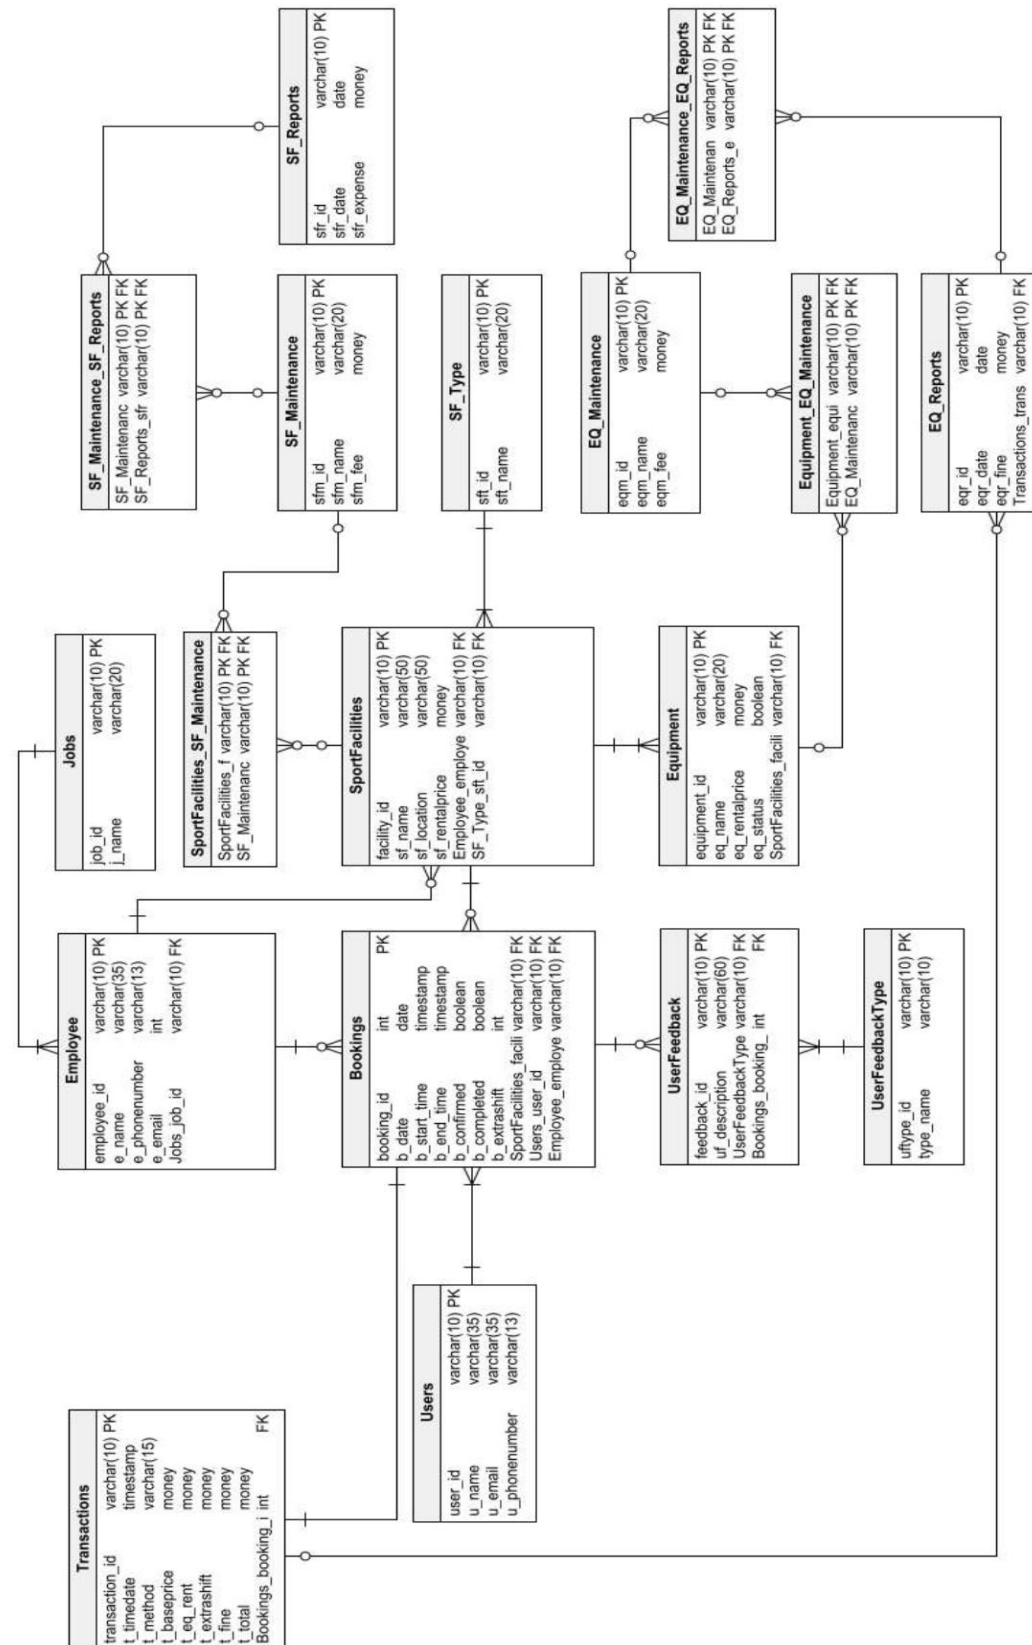 Transactions
transaction_id varchar(10) PK
t_timedate timestamp
t_method varchar(15)
t_baseprice money
t_eq_rent money
t_extrashift money
t_fine money
t_total money
Bookings_booking_i int FK
Users
user_id varchar(10) PK
u_name varchar(35)
u_email varchar(35)
u_phonenumber varchar(13)
Employee
employee_id varchar(10) PK
e_name varchar(35)
e_phonenumber varchar(13)
e_email int
Jobs_job_id varchar(10) FK
Bookings
booking_id int PK
b_date date
b_start_time timestamp
b_end_time timestamp
b_confirmed boolean
b_completed boolean
b_extrashift int
SportFacilities_facili varchar(10) FK
Users_user_id varchar(10) FK
Employee_employe varchar(10) FK
UserFeedback
feedback_id varchar(10) PK
uf_description varchar(60)
UserFeedbackType varchar(10) FK
Bookings_booking_ int FK
UserFeedbackType
uftype_id varchar(10) PK
type_name varchar(10)
Jobs
job_id varchar(10) PK
j_name varchar(20)
SportFacilities_SF_Maintenance
SportFacilities_f varchar(10) PK FK
SF_Maintenanc varchar(10) PK FK
SportFacilities
facility_id varchar(10) PK
sf_name varchar(50)
sf_location varchar(50)
sf_rentalprice money
Employee_employe varchar(10) FK
SF_Type_sft_id varchar(10) FK
Equipment
equipment_id varchar(10) PK
eq_name varchar(20)
eq_rentalprice money
eq_status boolean
SportFacilities_facili varchar(10) FK
SF_Maintenance_SF_Reports
SF_Maintenanc varchar(10) PK FK
SF_Reports_sfr varchar(10) PK FK
SF_Maintenance
sfm_id varchar(10) PK
sfm_name varchar(20)
sfm_fee money
SF_Type
sft_id varchar(10) PK
sft_name varchar(20)
EQ_Maintenance
eqm_id varchar(10) PK
eqm_name varchar(20)
eqm_fee money
Equipment_EQ_Maintenance
Equipment_equi varchar(10) PK FK
EQ_Maintenanc varchar(10) PK FK
EQ_Reports
eqr_id varchar(10) PK
eqr_date date
eqr_fine money
Transactions_trans varchar(10) FK
SF_Reports
sfr_id varchar(10) PK
sfr_date date
sfr_expense money
EQ_Maintenance_EQ_Reports
EQ_Maintenan varchar(10) PK FK
EQ_Reports_e varchar(10) PK FK